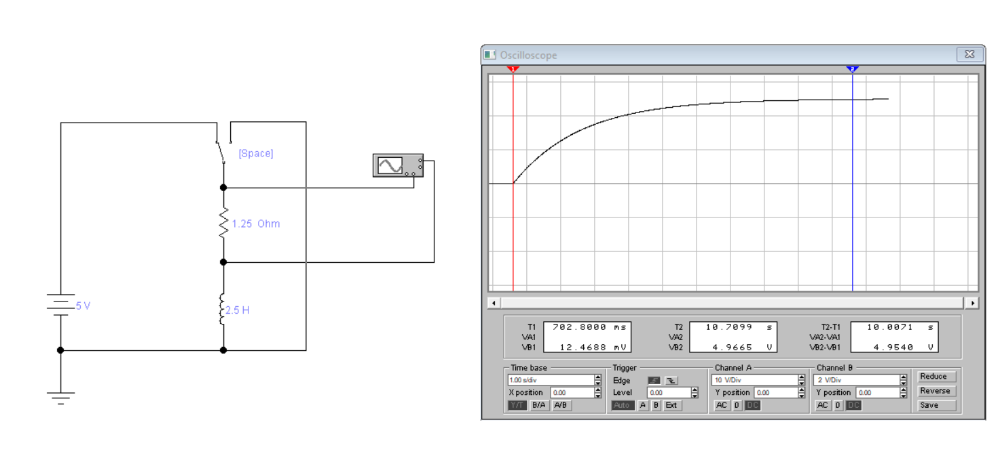 [Space]
1.25 Ohm
5 V
2.5 H
Oscilloscope
1
2
T1 702.8000 ms T2 10.7099 s T2-T1 10.0071 s
VA1 VA2 VA2-VA1
VB1 12.4688 mV VB2 4.9665 V VB2-VB1 4.9540 V
Time base Trigger Channel A Channel B
1.00 s/div Edge 10 V/Div 2 V/Div Reduce
X position 0.00 Level 0.00 Y position 0.00 Y position 0.00 Reverse
Y/T B/A A/B Auto A B Ext AC 0 DC AC 0 DC Save